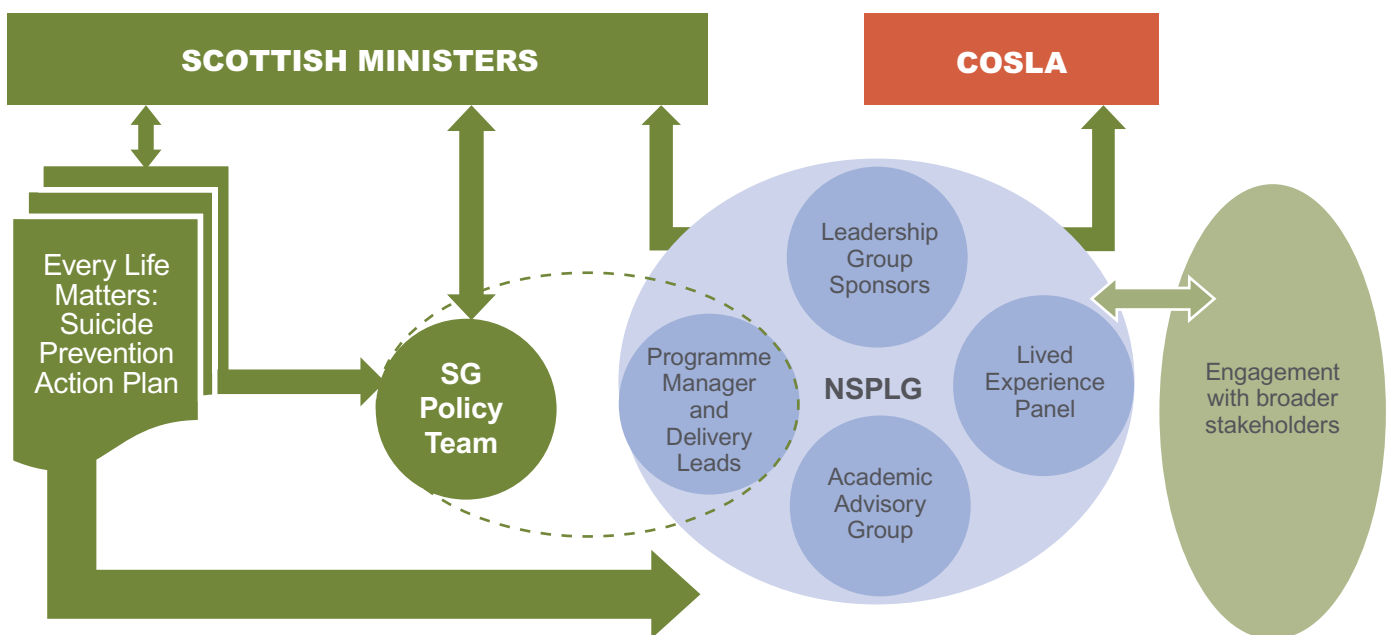 SCOTTISH MINISTERS
COSLA
Every Life
Matters:
Suicide
Prevention
Action Plan
SG
Policy
Team
Programme
Manager
and
Delivery
Leads
Leadership
Group
Sponsors
NSPLG
Lived
Experience
Panel
Academic
Advisory
Group
Engagement
with broader
stakeholders